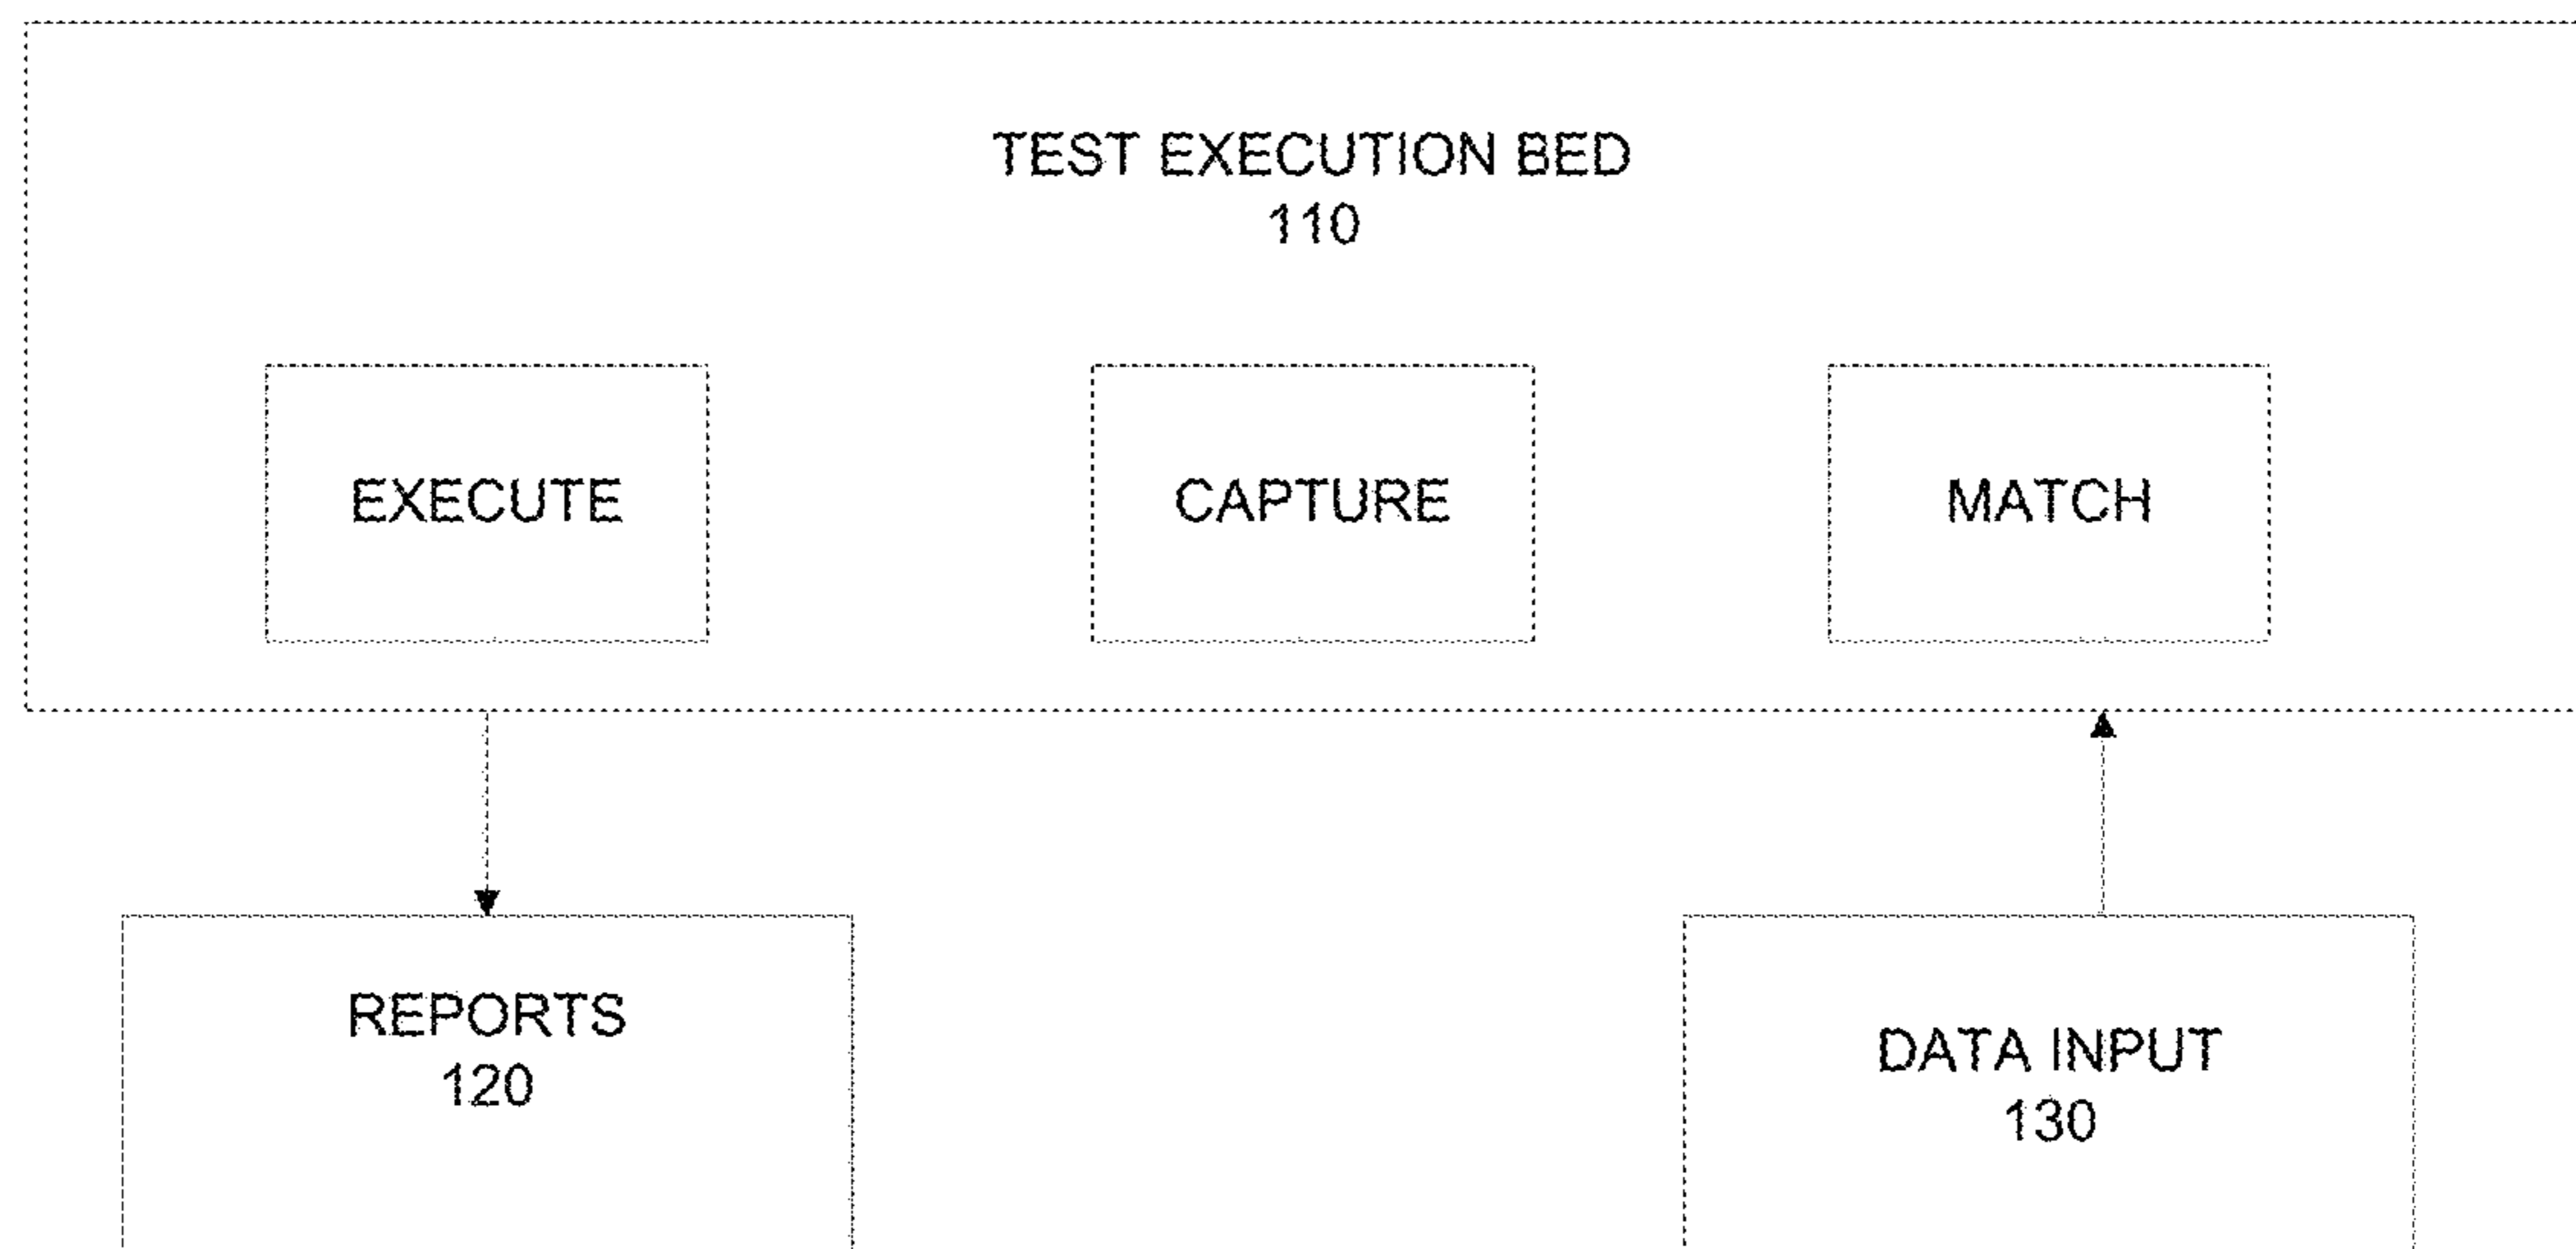 TEST EXECUTION BED
110
EXECUTE
CAPTURE
MATCH
REPORTS
120
DATA INPUT
130